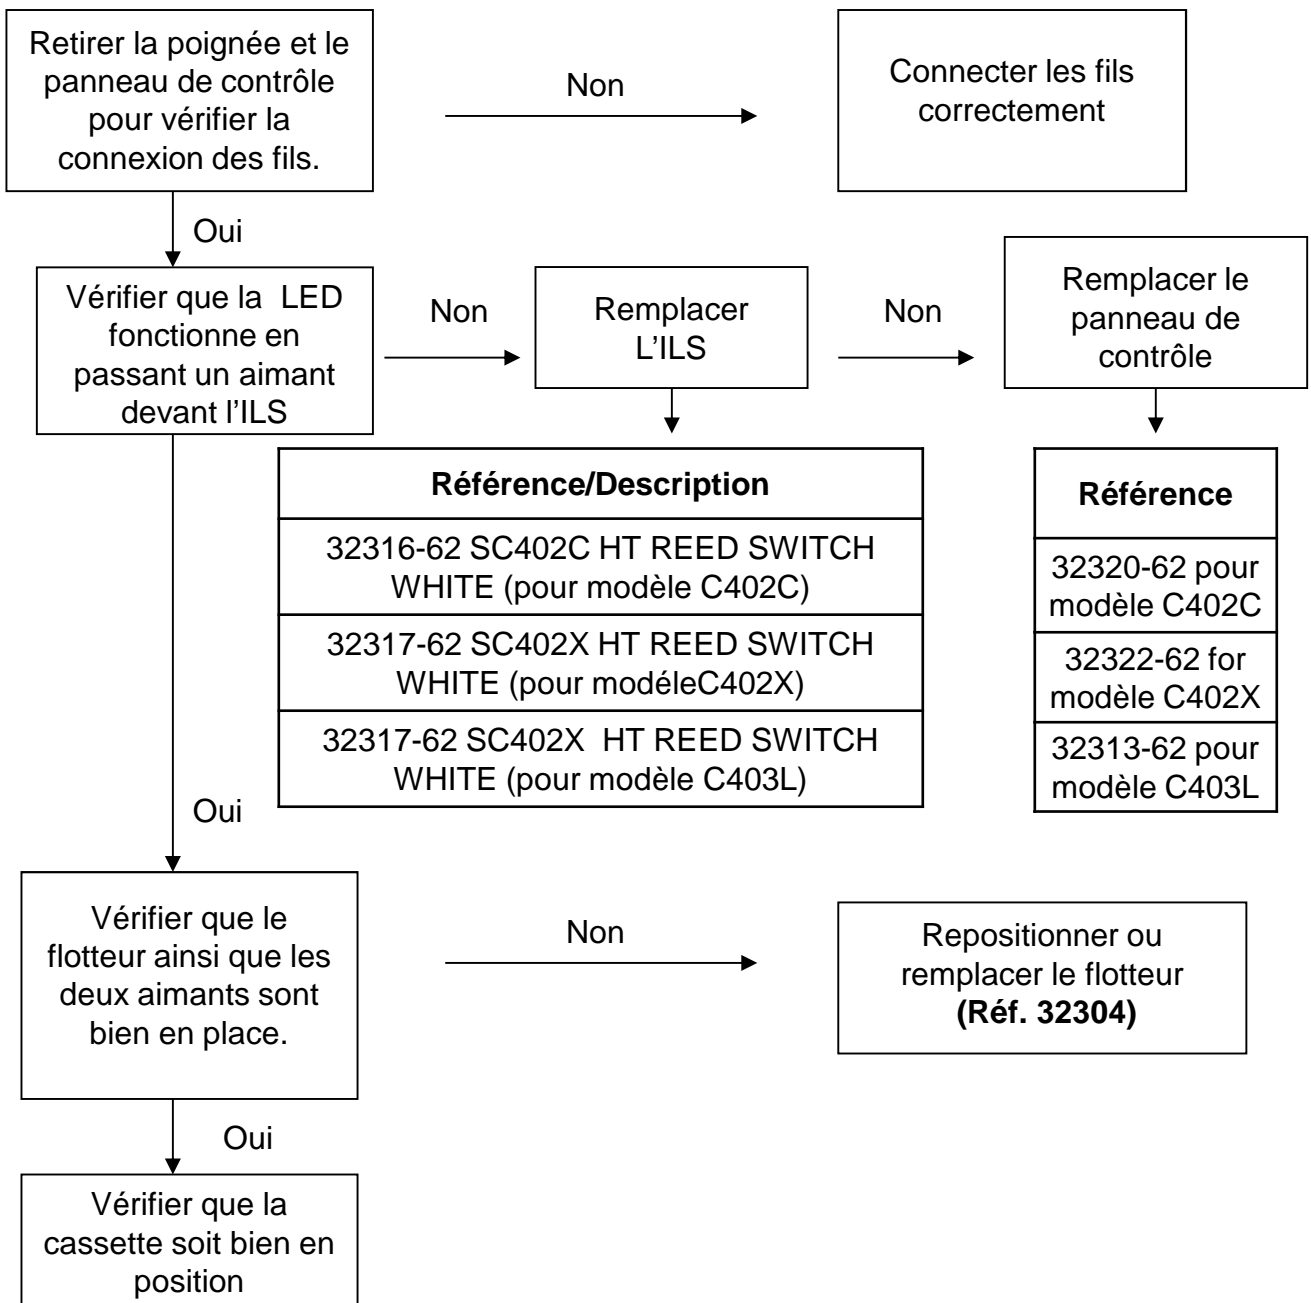 Retirer la poignée et le
panneau de contrôle
pour vérifier la
connexion des fils.
Non
Connecter les fils
correctement
Oui
Vérifier que la LED
fonctionne en
passant un aimant
devant l'ILS
Non
Remplacer
L'ILS
Non
Remplacer le
panneau de
contrôle
Référence/Description
32316-62 SC402C HT REED SWITCH
WHITE (pour modèle C402C)
32317-62 SC402X HT REED SWITCH
WHITE (pour modéleC402X)
32317-62 SC402X HT REED SWITCH
WHITE (pour modèle C403L)
Référence
32320-62 pour
modèle C402C
32322-62 for
modèle C402X
32313-62 pour
modèle C403L
Oui
Vérifier que le
flotteur ainsi que les
deux aimants sont
bien en place.
Non
Repositionner ou
remplacer le flotteur
(Réf. 32304)
Oui
Vérifier que la
cassette soit bien en
position